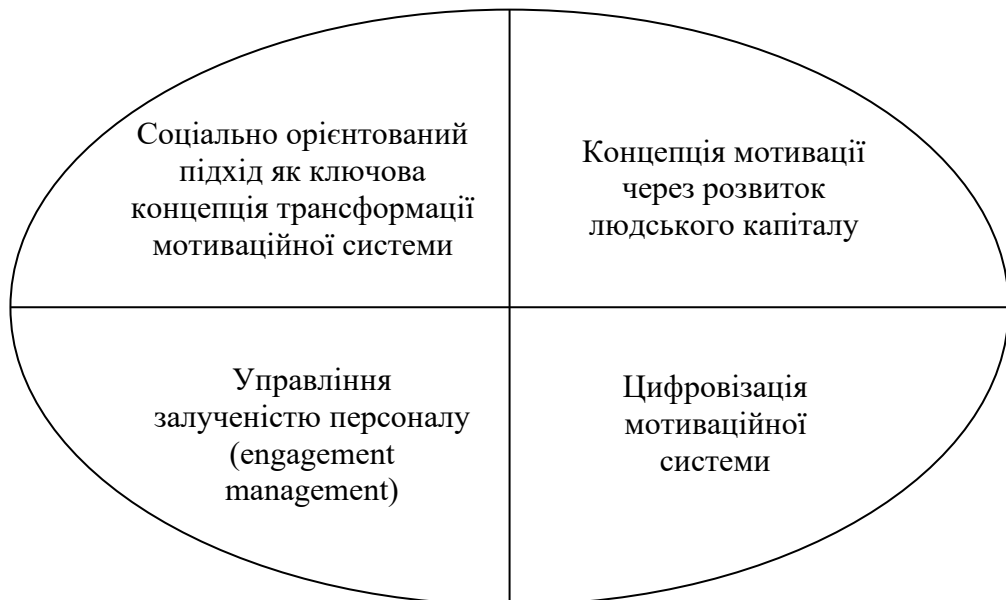 Соціально орієнтований
підхід як ключова
концепція трансформації
мотиваційної системи
Концепція мотивації
через розвиток
людського капіталу
Управління
залученістю персоналу
(engagement
management)
Цифровізація
мотиваційної
системи